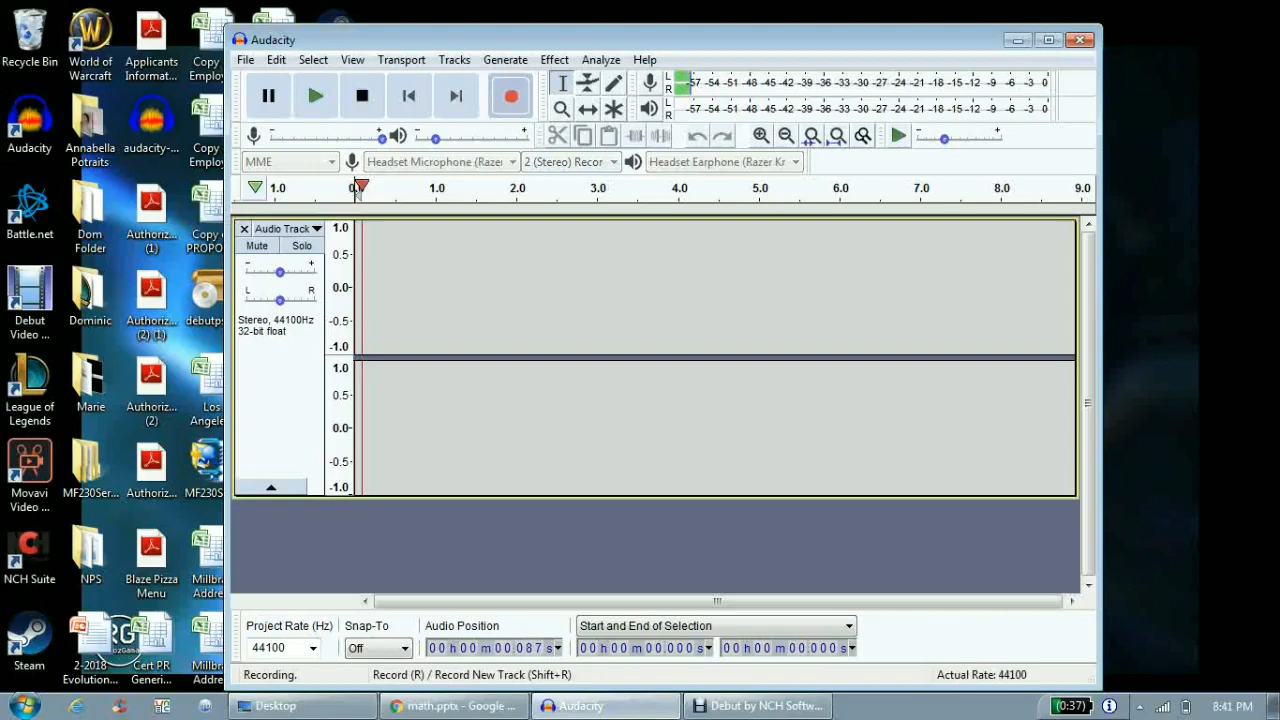 Audacity
File Edit Select View Transport Tracks Generate Effect Analyze Help
L R -57 -54 -51 -48 -45 -42 -39 -36 -33 -30 -27 -24 -21 -18 -15 -12 -9 -6 -3 0
L R -57 -54 -51 -48 -45 -42 -39 -36 -33 -30 -27 -24 -21 -18 -15 -12 -9 -6 -3 0
MME Headset Microphone (Razer 2 (Stereo) Recor Headset Earphone (Razer Kr
1.0 1.0 2.0 3.0 4.0 5.0 6.0 7.0 8.0 9.0
Audio Track
Mute Solo
- +
L R
Stereo, 44100Hz
32-bit float
1.0
0.5
0.0
-0.5
-1.0
1.0
0.5
0.0
-0.5
-1.0
Project Rate (Hz) Snap-To Audio Position Start and End of Selection
44100 Off 00 h 00 m 00.087 s 00 h 00 m 00.000 s 00 h 00 m 00.000 s
Recording. Record (R) / Record New Track (Shift+R) Actual Rate: 44100
Recycle Bin
World of
Warcraft
Applicants
Informat...
Copy
Employ
Audacity
Annabella
Potraits
audacity-...
Copy
Employ
Battle.net
Dom
Folder
Authoriz...
(1)
Copy
PROPO
Debut
Video ...
Dominic
Authoriz...
(2) (1)
debutp
League of
Legends
Marie
Authoriz...
(2)
Los
Angele
Movavi
Video ...
MF230Ser...
Authoriz...
MF230S
NCH Suite
NPS
Blaze Pizza
Menu
Millbra
Addre
Steam
2-2018
Evolution...
RG
Cert PR
Generi...
Millbra
Addre
Desktop math.pptx - Google ... Audacity Debut by NCH Softw... (0:37) 8:41 PM